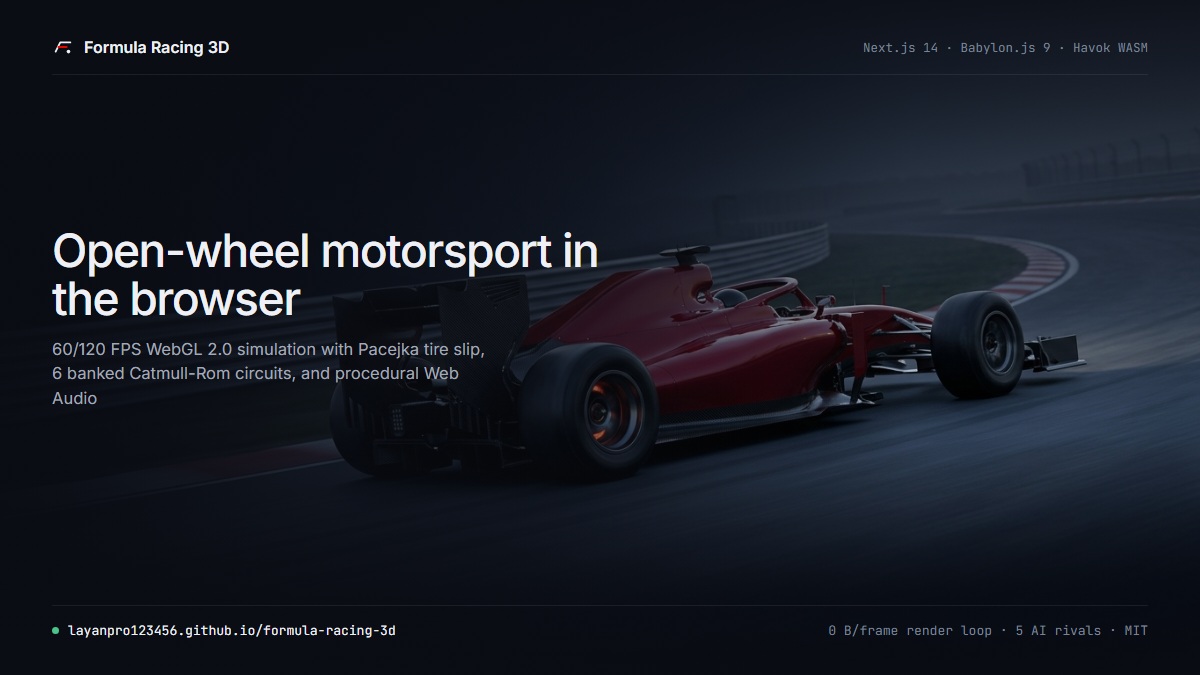 Formula Racing 3D
Next.js 14 · Babylon.js 9 · Havok WASM
Open-wheel motorsport in
the browser
60/120 FPS WebGL 2.0 simulation with Pacejka tire slip,
6 banked Catmull-Rom circuits, and procedural Web
Audio
layanpro123456.github.io/formula-racing-3d
0 B/frame render loop · 5 AI rivals · MIT